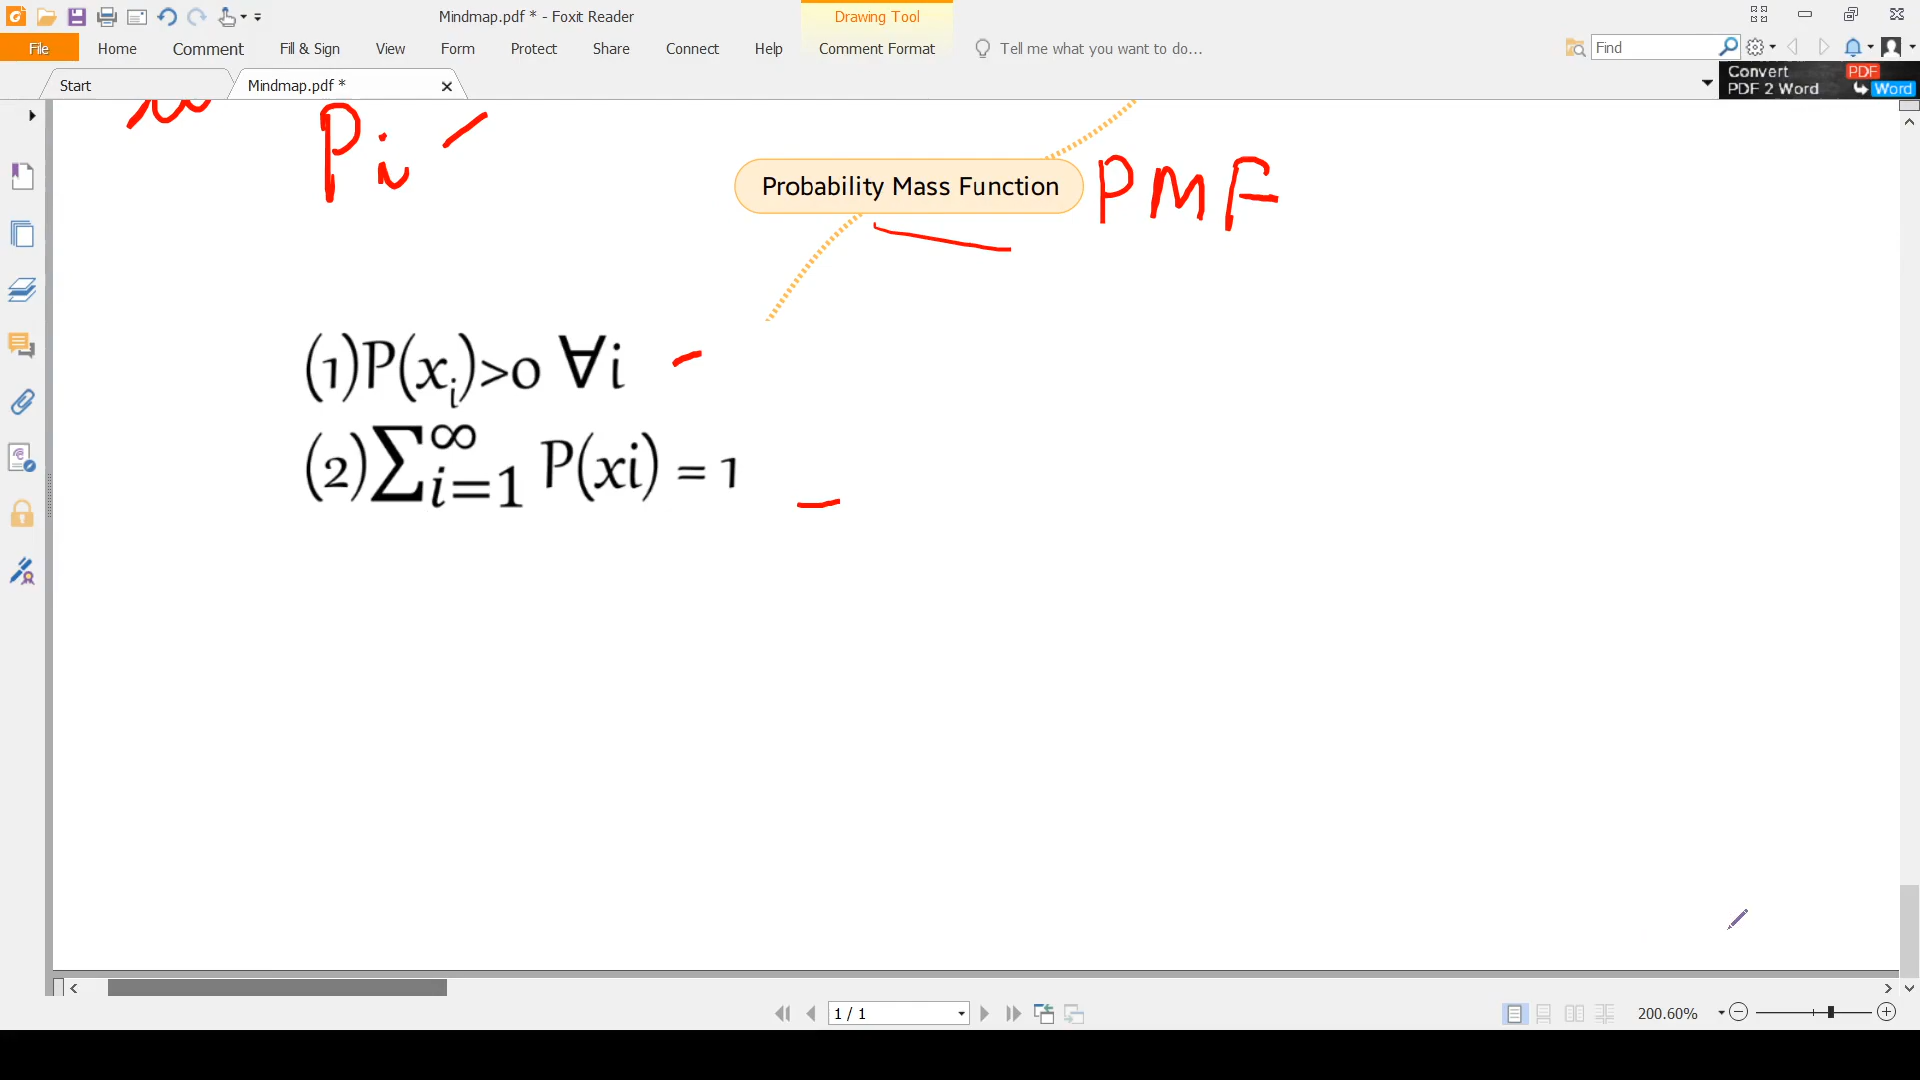 Mindmap.pdf * - Foxit Reader
Drawing Tool
File Home Comment Fill & Sign View Form Protect Share Connect Help Comment Format Tell me what you want to do... Find
Start Mindmap.pdf * Convert PDF 2 Word PDF Word
Pi
Probability Mass Function PMF
(1)P(xᵢ)>0 ∀i
(2)∑∞i=1 P(xi) = 1
1 / 1 200.60%